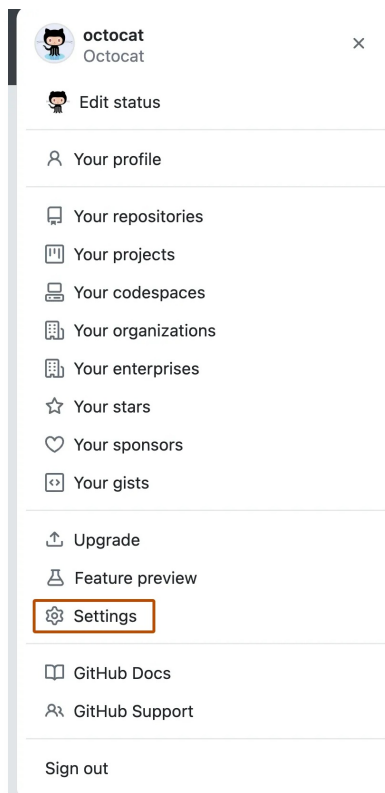 octocat
Octocat
Edit status
Your profile
Your repositories
Your projects
Your codespaces
Your organizations
Your enterprises
Your stars
Your sponsors
Your gists
Upgrade
Feature preview
Settings
GitHub Docs
GitHub Support
Sign out